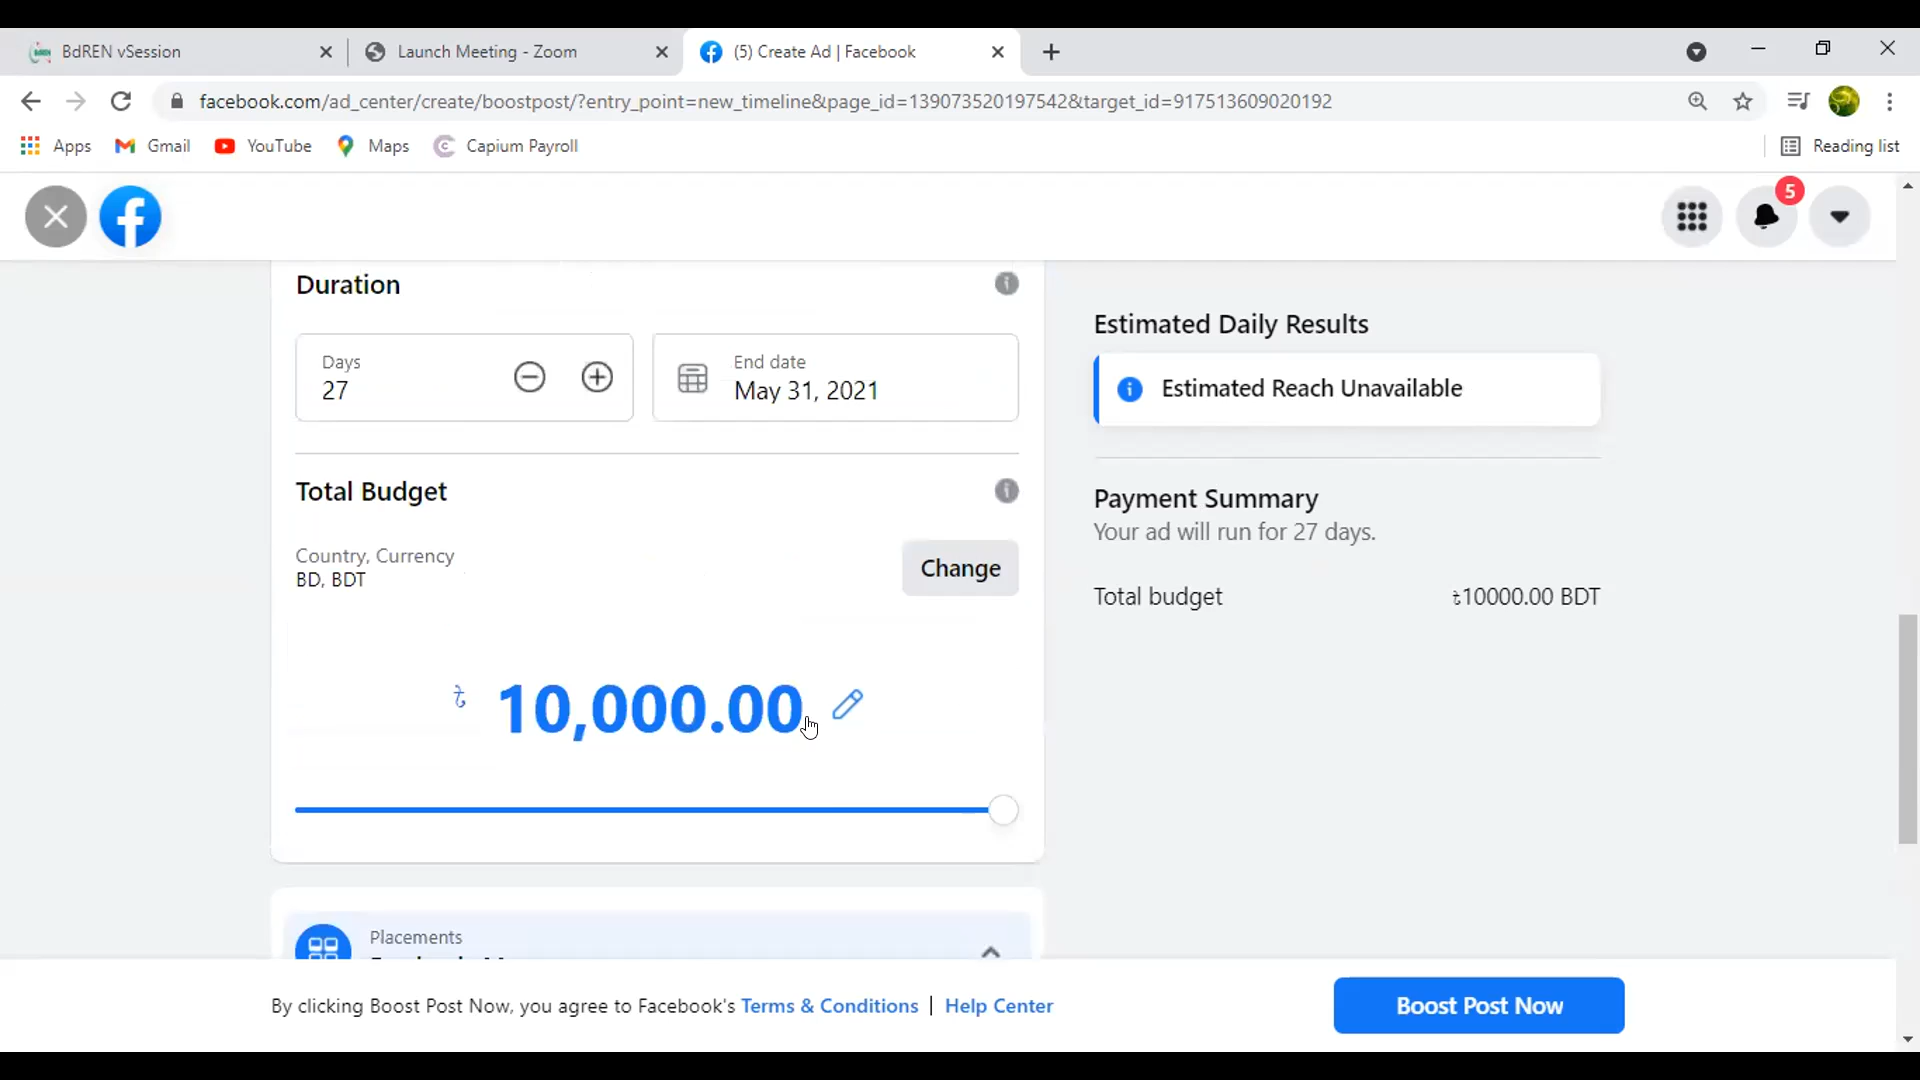 BdREN vSession
Launch Meeting - Zoom
(5) Create Ad | Facebook
facebook.com/ad_center/create/boostpost/?entry_point=new_timeline&page_id=139073520197542&target_id=917513609020192
Apps
Gmail
YouTube
Maps
Capium Payroll
Reading list
5
Duration
Days
27
End date
May 31, 2021
Total Budget
Country, Currency
BD, BDT
Change
৳ 10,000.00
Estimated Daily Results
Estimated Reach Unavailable
Payment Summary
Your ad will run for 27 days.
Total budget ৳10000.00 BDT
Placements
By clicking Boost Post Now, you agree to Facebook's Terms & Conditions | Help Center
Boost Post Now